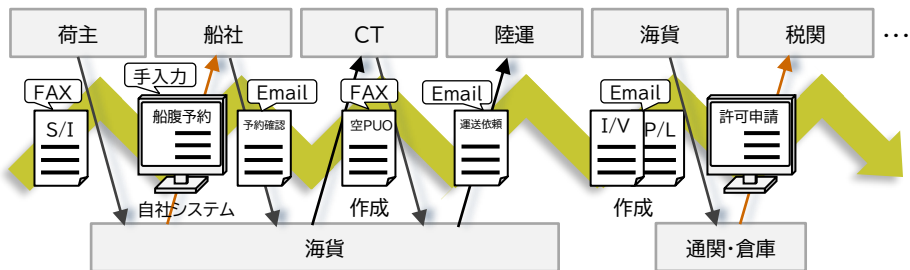 荷主
船社
CT
陸運
海貨
税関
…
FAX
S/I
手入力
船腹予約
自社システム
Email
予約確認
FAX
空PUO
作成
Email
運送依頼
Email
I/V
P/L
作成
許可申請
海貨
通関・倉庫